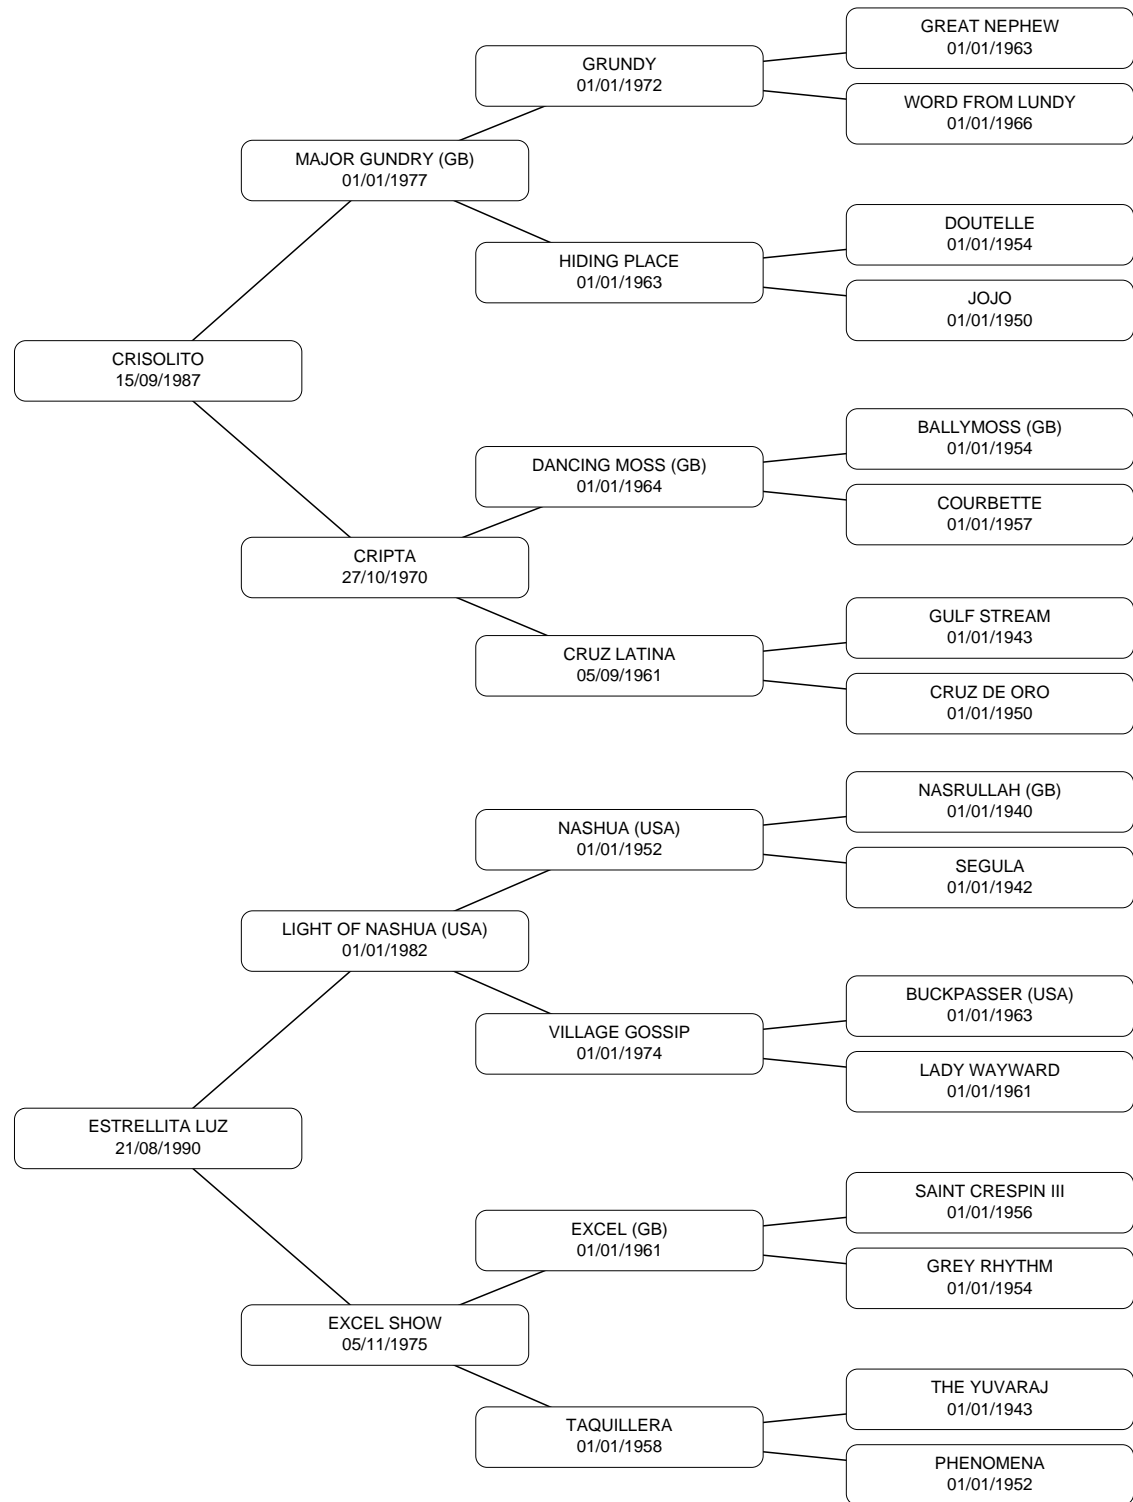 GREAT NEPHEW
01/01/1963
GRUNDY
01/01/1972
WORD FROM LUNDY
01/01/1966
MAJOR GUNDRY (GB)
01/01/1977
DOUTELLE
01/01/1954
HIDING PLACE
01/01/1963
JOJO
01/01/1950
CRISOLITO
15/09/1987
BALLYMOSS (GB)
01/01/1954
DANCING MOSS (GB)
01/01/1964
COURBETTE
01/01/1957
CRIPTA
27/10/1970
GULF STREAM
01/01/1943
CRUZ LATINA
05/09/1961
CRUZ DE ORO
01/01/1950
NASRULLAH (GB)
01/01/1940
NASHUA (USA)
01/01/1952
SEGULA
01/01/1942
LIGHT OF NASHUA (USA)
01/01/1982
BUCKPASSER (USA)
01/01/1963
VILLAGE GOSSIP
01/01/1974
LADY WAYWARD
01/01/1961
ESTRELLITA LUZ
21/08/1990
SAINT CRESPIN III
01/01/1956
EXCEL (GB)
01/01/1961
GREY RHYTHM
01/01/1954
EXCEL SHOW
05/11/1975
THE YUVARAJ
01/01/1943
TAQUILLERA
01/01/1958
PHENOMENA
01/01/1952